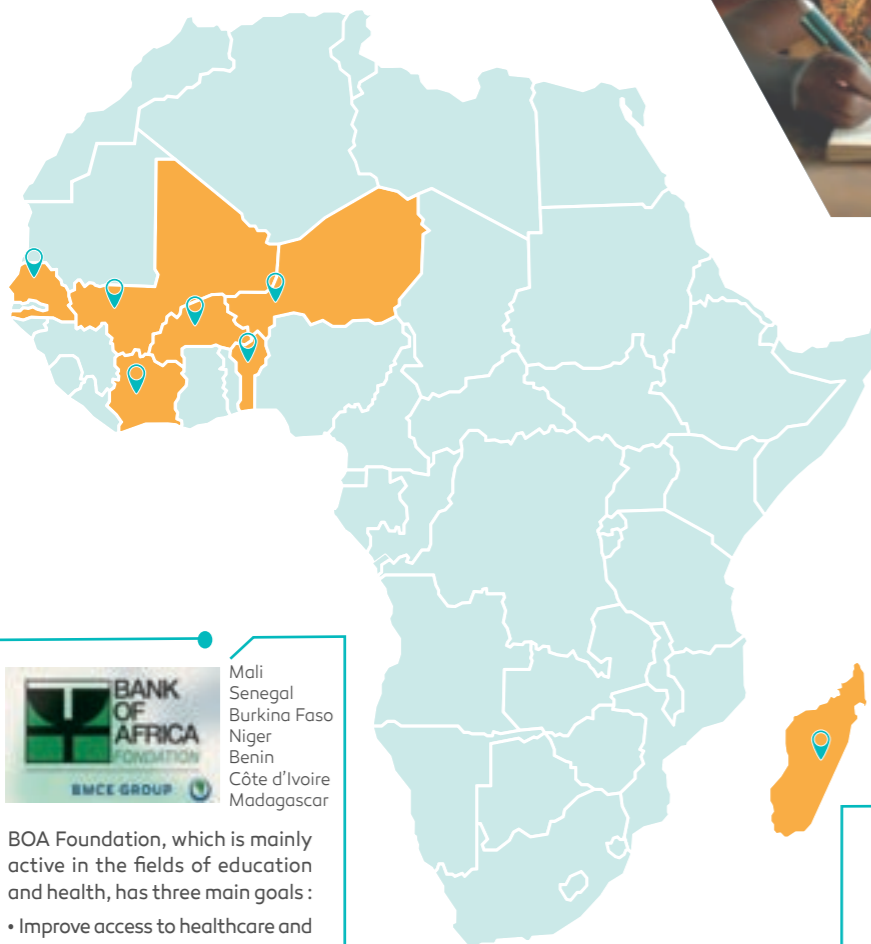 BANK
OF
AFRICA
FONDATION
BMCE GROUP
Mali
Senegal
Burkina Faso
Niger
Benin
Côte d'Ivoire
Madagascar
BOA Foundation, which is mainly
active in the fields of education
and health, has three main goals :
• Improve access to healthcare and